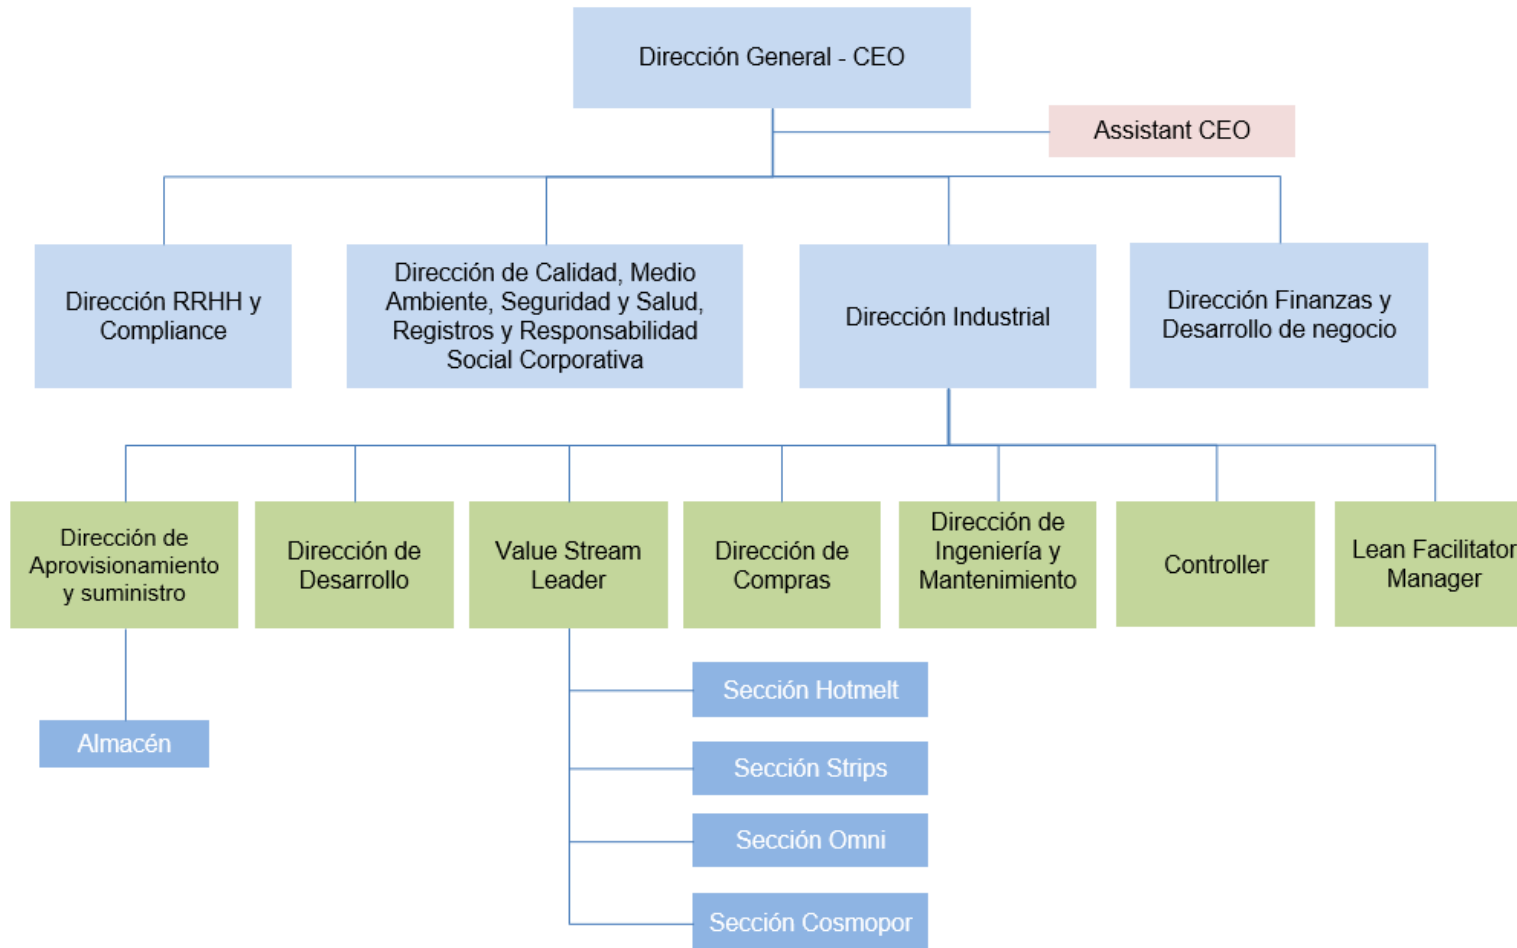 Dirección General - CEO
Assistant CEO
Dirección RRHH y
Compliance
Dirección de Calidad, Medio
Ambiente, Seguridad y Salud,
Registros y Responsabilidad
Social Corporativa
Dirección Industrial
Dirección Finanzas y
Desarrollo de negocio
Dirección de
Aprovisionamiento
y suministro
Dirección de
Desarrollo
Value Stream
Leader
Dirección de
Compras
Dirección de
Ingeniería y
Mantenimiento
Controller
Lean Facilitator
Manager
Almacén
Sección Hotmelt
Sección Strips
Sección Omni
Sección Cosmopor